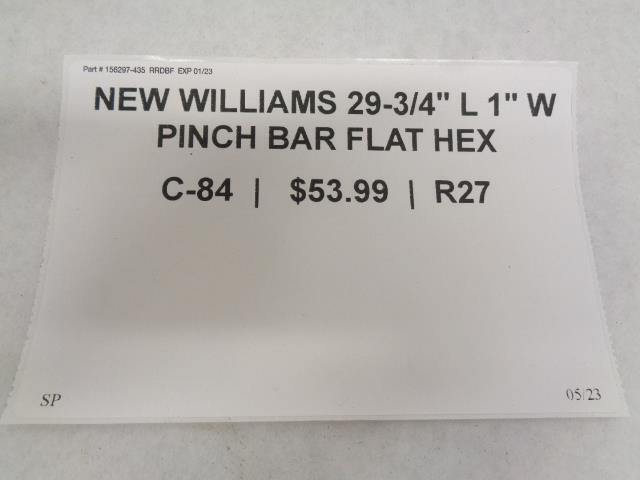 Part # 156297-435 RRDBF EXP 01/23
NEW WILLIAMS 29-3/4" L 1" W
PINCH BAR FLAT HEX
C-84 | $53.99 | R27
SP 05/23